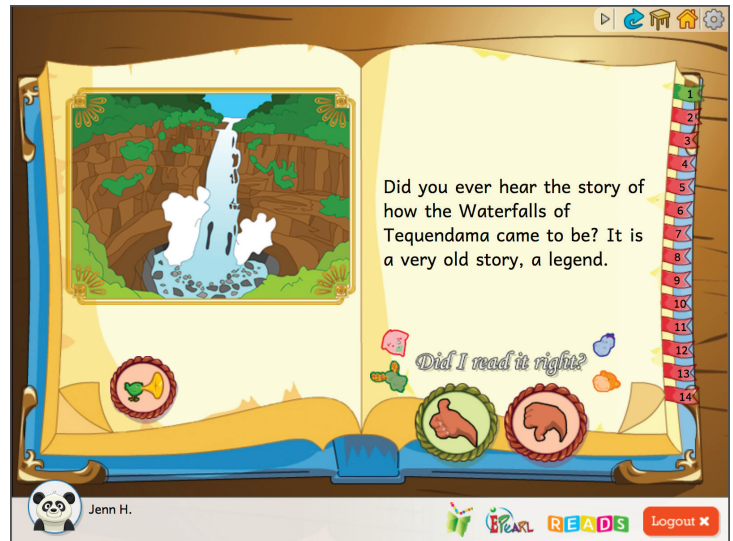 1
2
3
4
5
6
7
8
9
10
11
12
13
14
Did you ever hear the story of
how the Waterfalls of
Tequendama came to be? It is
a very old story, a legend.
Did I read it right?
Jenn H.
ePEARL
READS
Logout ✖